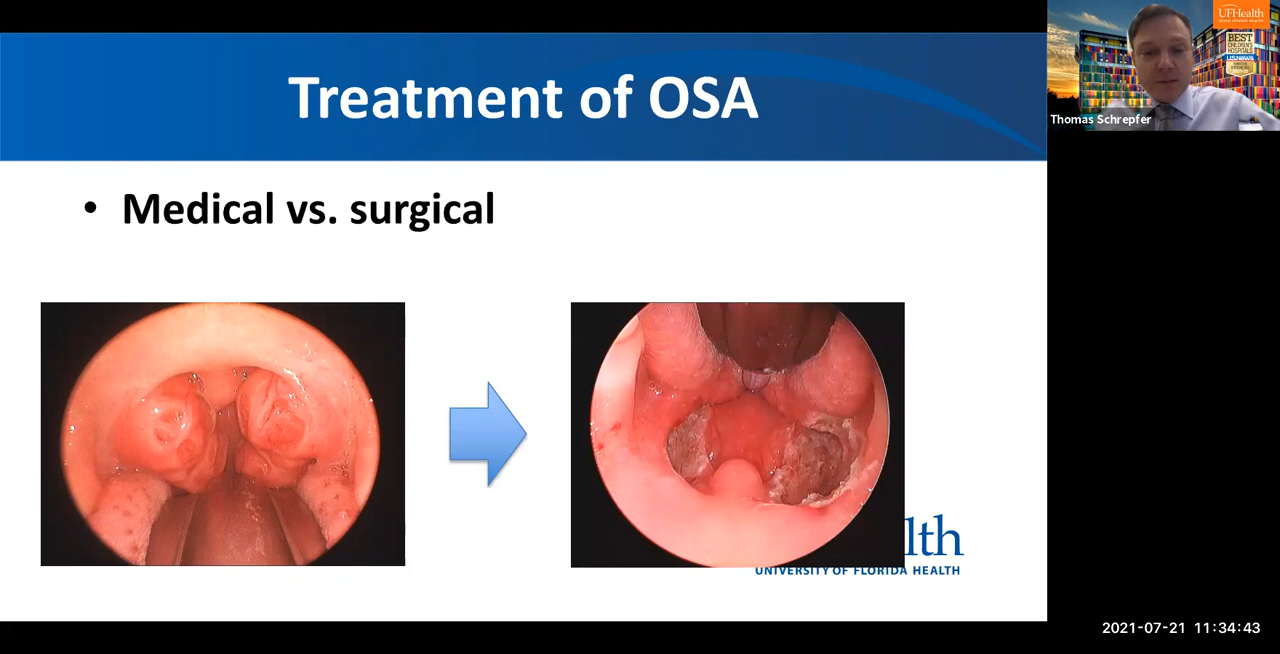 Treatment of OSA
• Medical vs. surgical
lth
UNIVERSITY OF FLORIDA HEALTH
UFHealth
BEST
CHILDREN'S
HOSPITALS
U.S.NEWS
Thomas Schrepfer
2021-07-21 11:34:43